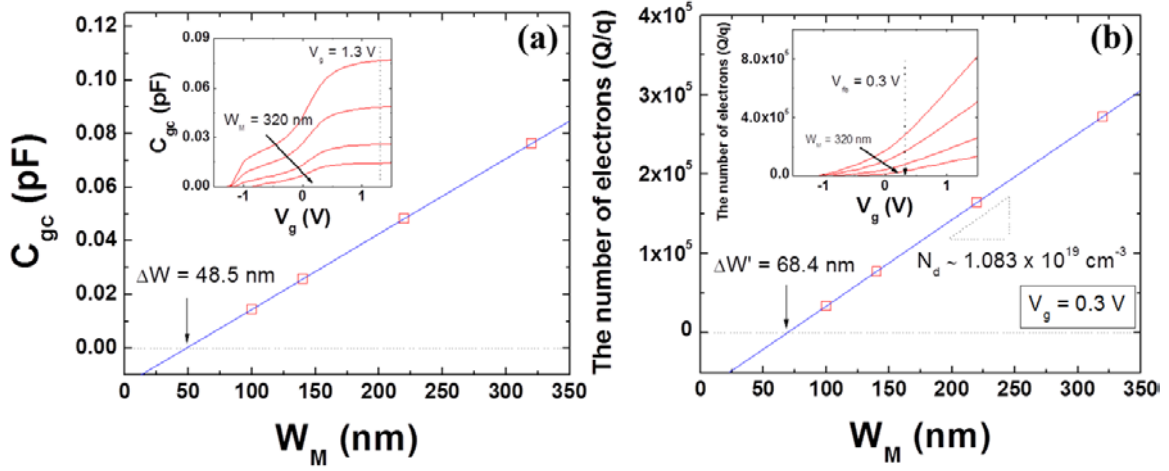 (a)
C_gc (pF)
0.12
0.10
0.08
0.06
0.04
0.02
0.00
0 50 100 150 200 250 300 350
W_M (nm)
ΔW = 48.5 nm
C_gc (pF)
0.09
0.06
0.03
0.00
-1 0 1
V_g (V)
V_g = 1.3 V
W_M = 320 nm
(b)
The number of electrons (Q/q)
4x10^5
3x10^5
2x10^5
1x10^5
0
0 50 100 150 200 250 300 350
W_M (nm)
ΔW' = 68.4 nm
N_d ~ 1.083 x 10^19 cm^-3
V_g = 0.3 V
The number of electrons (Q/q)
4.0x10^5
0.0
-1 0 1
V_g (V)
V_fb = 0.3 V
W_M = 320 nm